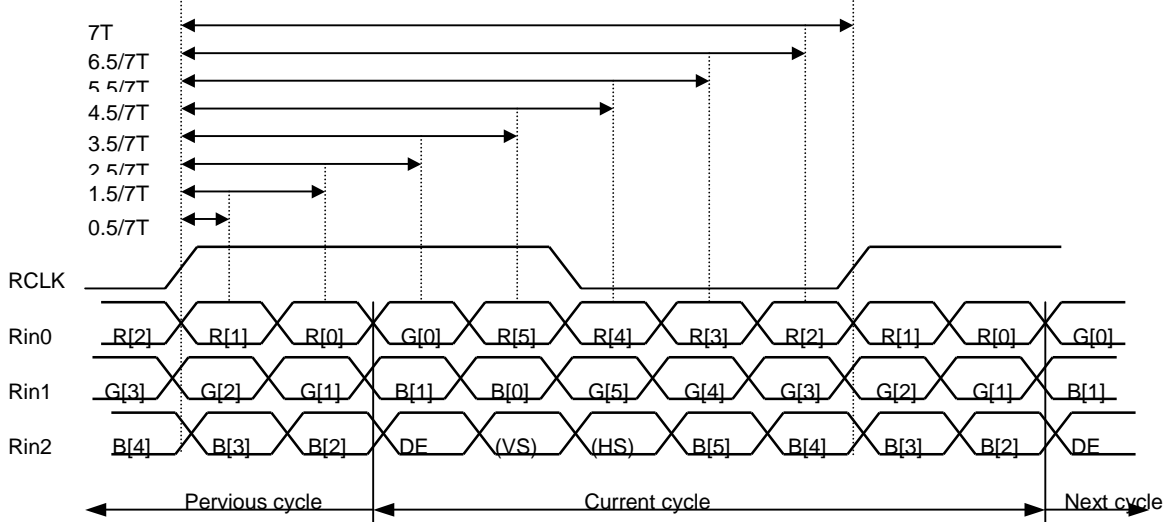 7T
6.5/7T
5.5/7T
4.5/7T
3.5/7T
2.5/7T
1.5/7T
0.5/7T
RCLK
Rin0 R[2] R[1] R[0] G[0] R[5] R[4] R[3] R[2] R[1] R[0] G[0]
Rin1 G[3] G[2] G[1] B[1] B[0] G[5] G[4] G[3] G[2] G[1] B[1]
Rin2 B[4] B[3] B[2] DE (VS) (HS) B[5] B[4] B[3] B[2] DE
Pervious cycle Current cycle Next cycle